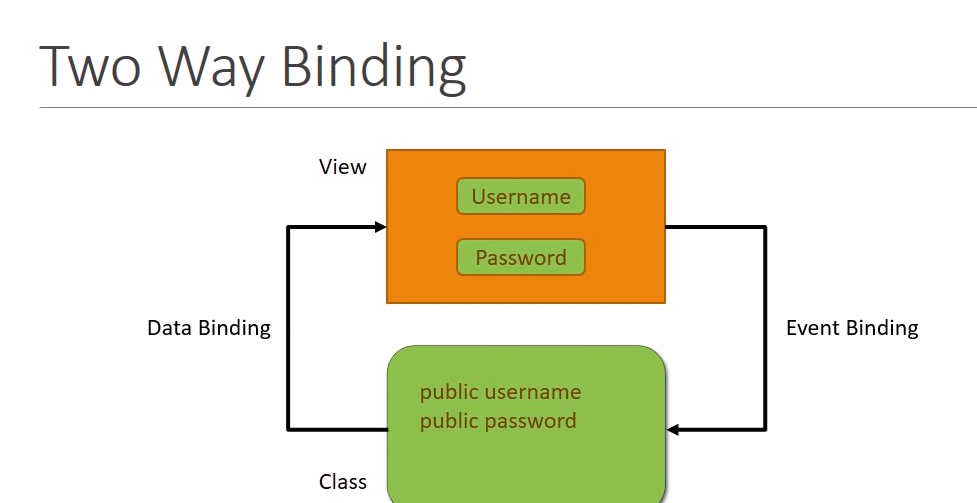 Two Way Binding
View
Username
Password
Data Binding
Event Binding
public username
public password
Class